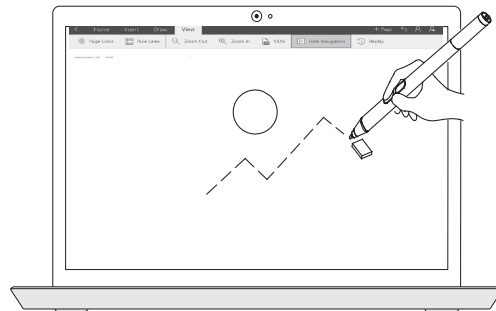 Home Insert Draw View + Page
Page Color Rule Lines Zoom Out Zoom In 100% Hide Navigation Replay